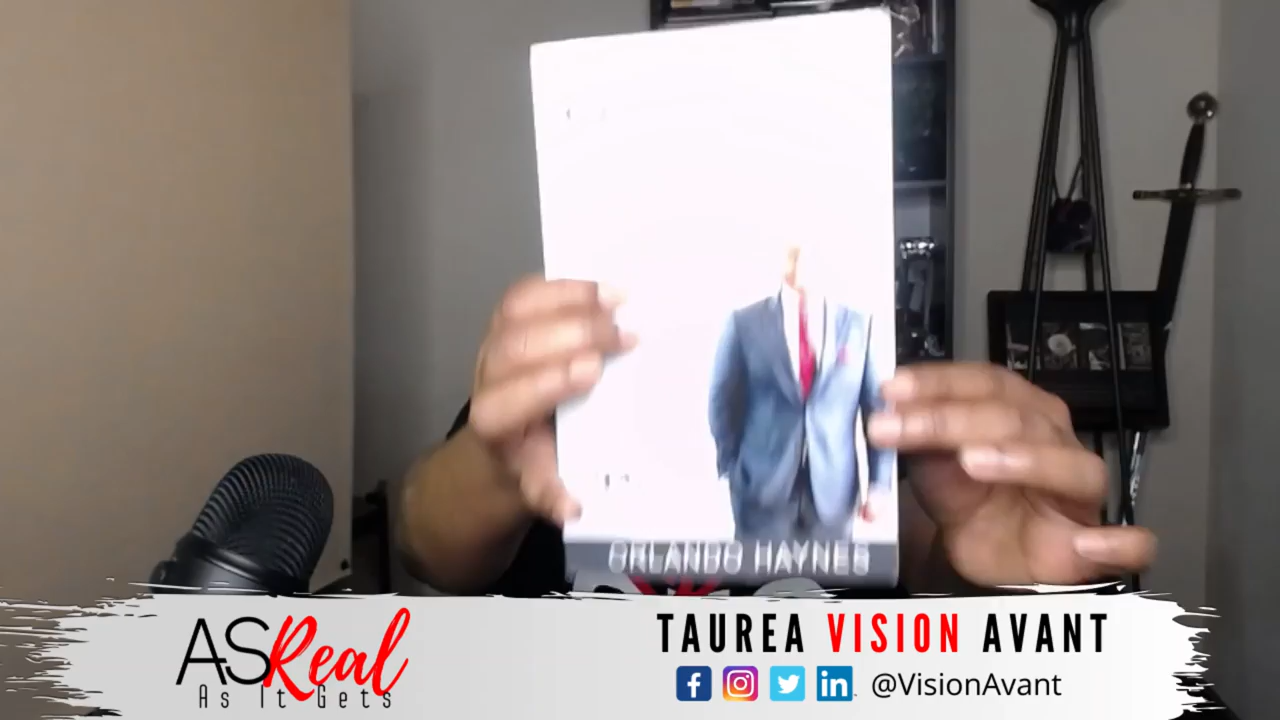 ORLANDO HAYNES
AS Real
As It Gets
TAUREA VISION AVANT
@VisionAvant